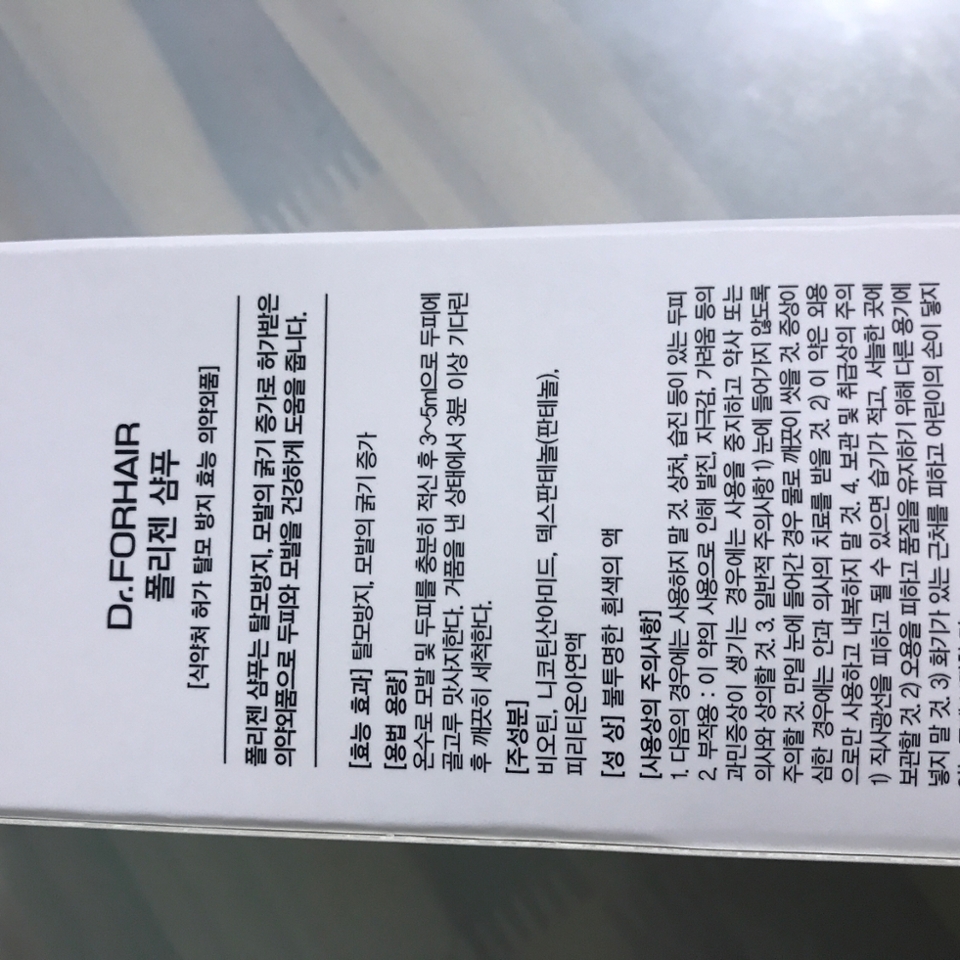 Dr.FORHAIR
폴리젠 샴푸
[식약처 허가 탈모 방지 효능 의약외품]
폴리젠 샴푸는 탈모방지, 모발의 굵기 증가로 허가받은
의약외품으로 두피와 모발을 건강하게 도움을 줍니다.
[효능 효과] 탈모방지, 모발의 굵기 증가
[용법 용량]
온수로 모발 및 두피를 충분히 적신 후 3~5ml으로 두피에
골고루 맛사지한다. 거품을 낸 상태에서 3분 이상 기다린
후 깨끗히 세척한다.
[주성분]
비오틴, 니코틴산아미드, 덱스판테놀(판테놀),
피리티온아연액
[성 상] 불투명한 흰색의 액
[사용상의 주의사항]
1. 다음의 경우에는 사용하지 말 것. 상처, 습진 등이 있는 두피
2. 부작용 : 이 약의 사용으로 인해 발진, 자극감, 가려움 등의
과민증상이 생기는 경우에는 사용을 중지하고 약사 또는
의사와 상의할 것. 3. 일반적 주의사항 1) 눈에 들어가지 않도록
주의할 것. 만일 눈에 들어간 경우 물로 깨끗이 씻을 것. 증상이
심한 경우에는 안과 의사의 치료를 받을 것. 2) 이 약은 외용
으로만 사용하고 내복하지 말 것. 4. 보관 및 취급상의 주의
1) 직사광선을 피하고 될 수 있으면 습기가 적고, 서늘한 곳에
보관할 것. 2) 오용을 피하고 품질을 유지하기 위해 다른 용기에
넣지 말 것. 3) 화기가 있는 근처를 피하고 어린이의 손이 닿지